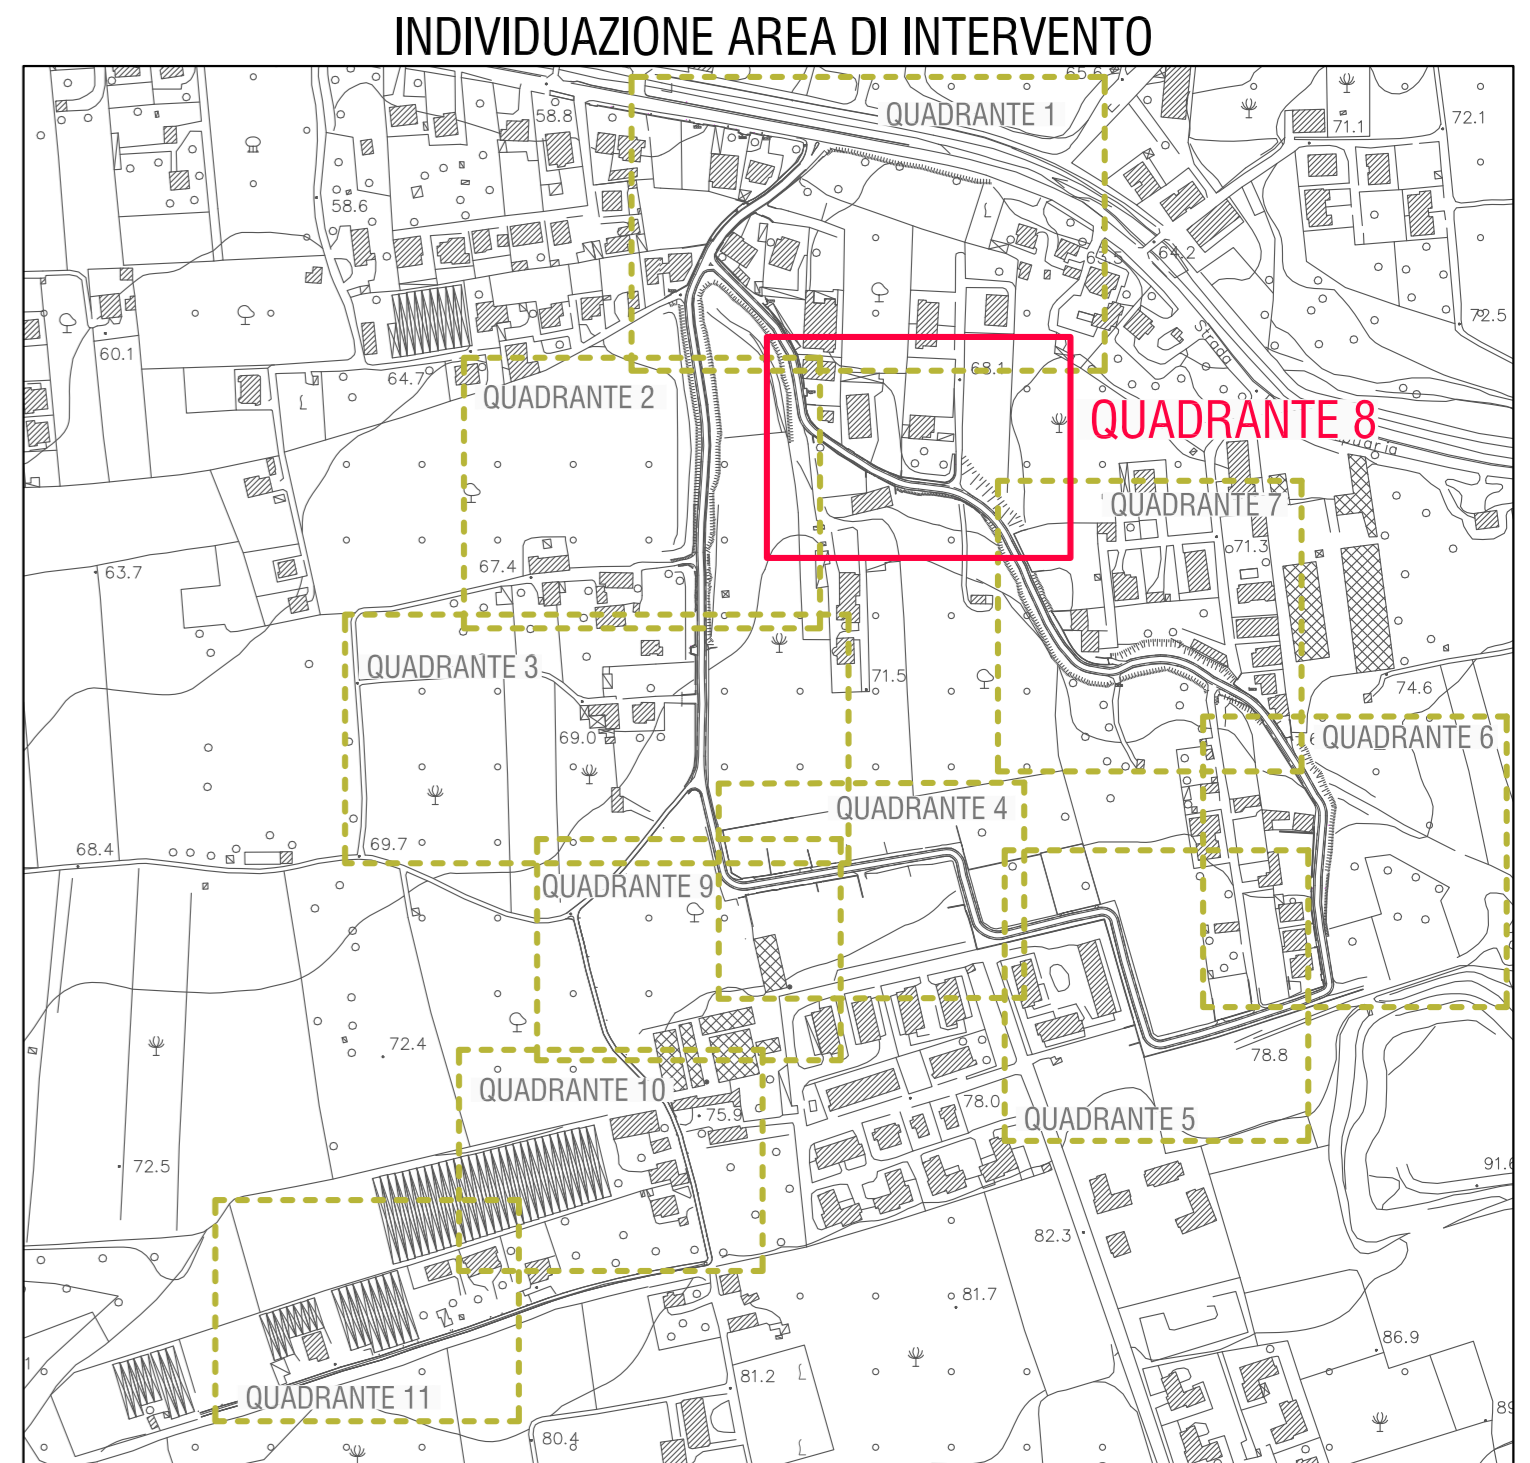 INDIVIDUAZIONE AREA DI INTERVENTO
65.6
QUADRANTE 1
58.8
72.1
71.1
58.6
64.2
72.5
60.1
Strada
68.1
64.7
QUADRANTE 2
QUADRANTE 8
QUADRANTE 7
71.3
67.4
63.7
QUADRANTE 3
71.5
74.6
69.0
QUADRANTE 6
QUADRANTE 4
68.4
69.7
QUADRANTE 9
72.4
78.8
QUADRANTE 10
78.0
75.9
QUADRANTE 5
72.5
91.6
82.3
81.7
86.9
81.2
QUADRANTE 11
80.4